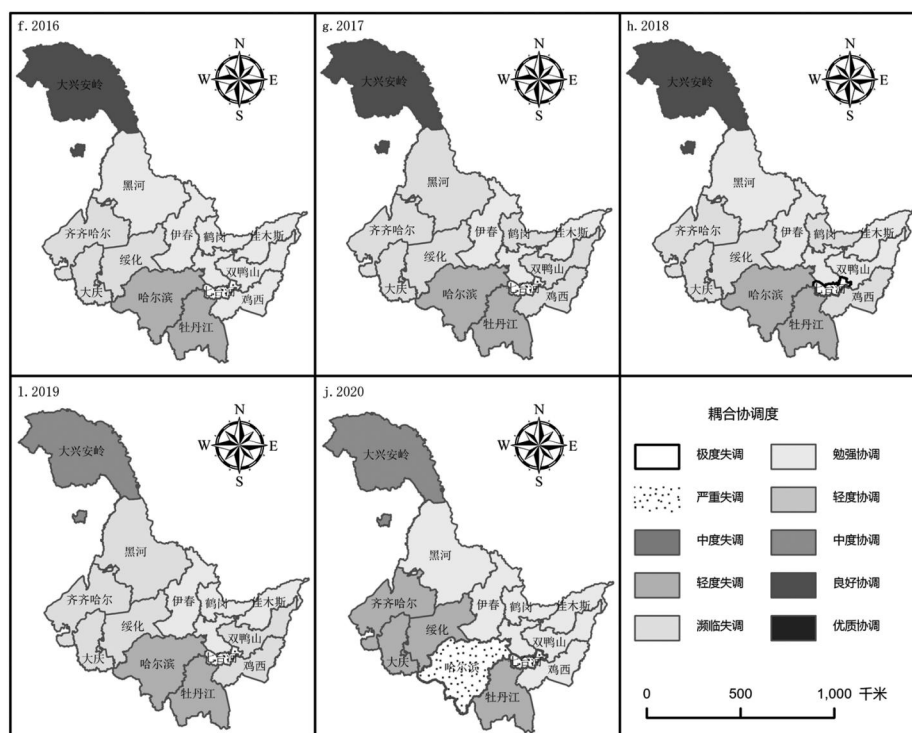 f.2016
N
W
E
S
大兴安岭
黑河
齐齐哈尔
伊春
鹤岗
佳木斯
绥化
双鸭山
大庆
哈尔滨
鸡西
牡丹江
g.2017
N
W
E
S
大兴安岭
黑河
齐齐哈尔
伊春
鹤岗
佳木斯
绥化
双鸭山
大庆
哈尔滨
鸡西
牡丹江
h.2018
N
W
E
S
大兴安岭
黑河
齐齐哈尔
伊春
鹤岗
佳木斯
绥化
双鸭山
大庆
哈尔滨
鸡西
牡丹江
l.2019
N
W
E
S
大兴安岭
黑河
齐齐哈尔
伊春
鹤岗
佳木斯
绥化
双鸭山
大庆
哈尔滨
鸡西
牡丹江
j.2020
N
W
E
S
大兴安岭
黑河
齐齐哈尔
伊春
鹤岗
佳木斯
绥化
双鸭山
大庆
哈尔滨
鸡西
牡丹江
耦合协调度
极度失调
勉强协调
严重失调
轻度协调
中度失调
中度协调
轻度失调
良好协调
濒临失调
优质协调
0 500 1,000 千米